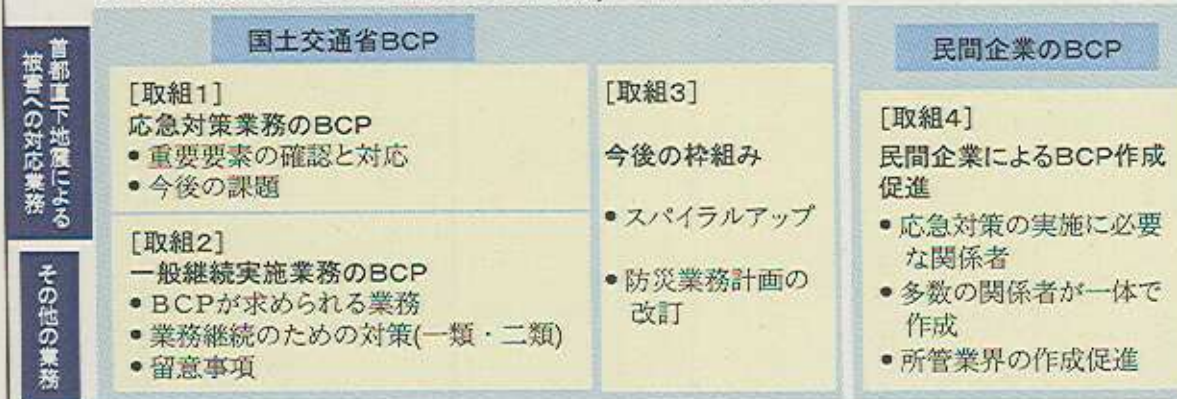 首都直下地震による
被害への対応業務
その他の業務
国土交通省BCP
[取組1]
応急対策業務のBCP
• 重要要素の確認と対応
• 今後の課題
[取組2]
一般継続実施業務のBCP
• BCPが求められる業務
• 業務継続のための対策(一類・二類)
• 留意事項
[取組3]
今後の枠組み
• スパイラルアップ
• 防災業務計画の
改訂
民間企業のBCP
[取組4]
民間企業によるBCP作成
促進
• 応急対策の実施に必要
な関係者
• 多数の関係者が一体で
作成
• 所管業界の作成促進